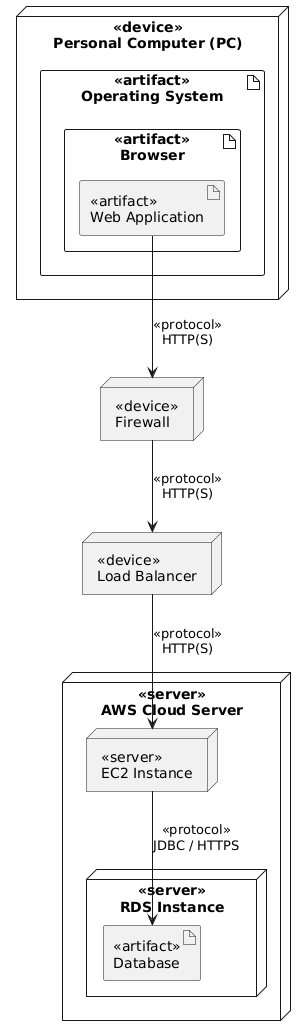 «device»
Personal Computer (PC)
«artifact»
Operating System
«artifact»
Browser
«artifact»
Web Application
«protocol»
HTTP(S)
«device»
Firewall
«protocol»
HTTP(S)
«device»
Load Balancer
«protocol»
HTTP(S)
«server»
AWS Cloud Server
«server»
EC2 Instance
«protocol»
JDBC / HTTPS
«server»
RDS Instance
«artifact»
Database